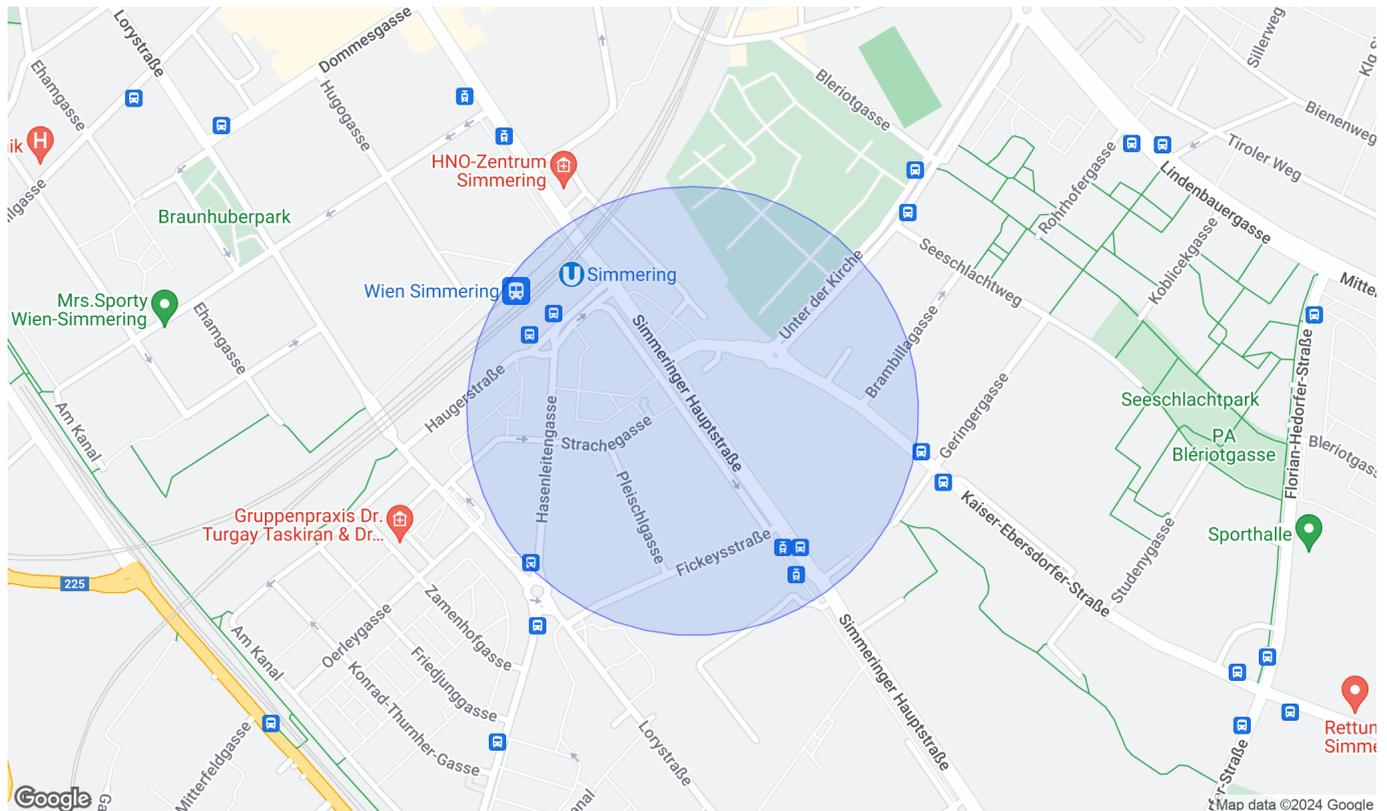 Lorystraße
Dommesgasse
Ehamgasse
Hugogasse
Bleriotgasse
Sillerweg
Bienenweg
Tiroler Weg
Lindenbauergasse
Rohrhofergasse
Koblicekgasse
HNO-Zentrum
Simmering
Braunhuberpark
Seeschlachtweg
Wien Simmering
Simmering
Mrs.Sporty
Wien-Simmering
Ehamgasse
Unter der Kirche
Brambillagasse
Simmeringer Hauptstraße
Haugerstraße
Geringergasse
Florian-Hedorfer-Straße
Seeschlachtpark
PA
Blériotgasse
Am Kanal
Strachegasse
Hasenleitengasse
Pleischlgasse
Gruppenpraxis Dr.
Turgay Taskiran & Dr...
Kaiser-Ebersdorfer-Straße
Sporthalle
Studenygasse
Fickeysstraße
225
Zamenhofgasse
Am Kanal
Oerleygasse
Friedjunggasse
Konrad-Thurnher-Gasse
Simmeringer Hauptstraße
Lorystraße
Mitterfeldgasse
Google
Map data ©2024 Google